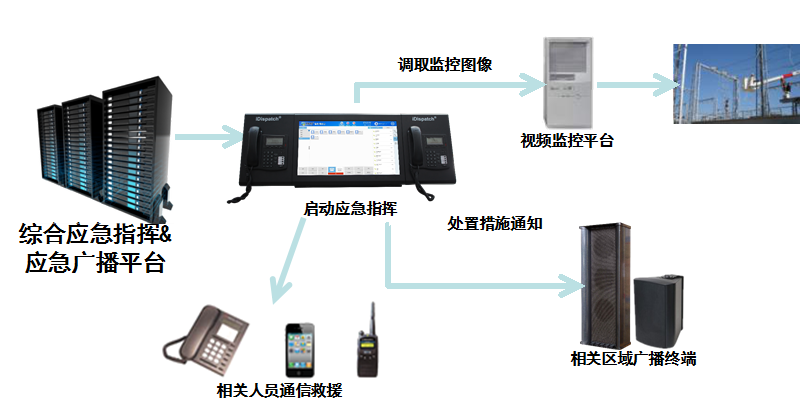 调取监控图像
iDispatch
iDispatch
视频监控平台
启动应急指挥
处置措施通知
综合应急指挥&
应急广播平台
相关区域广播终端
相关人员通信救援